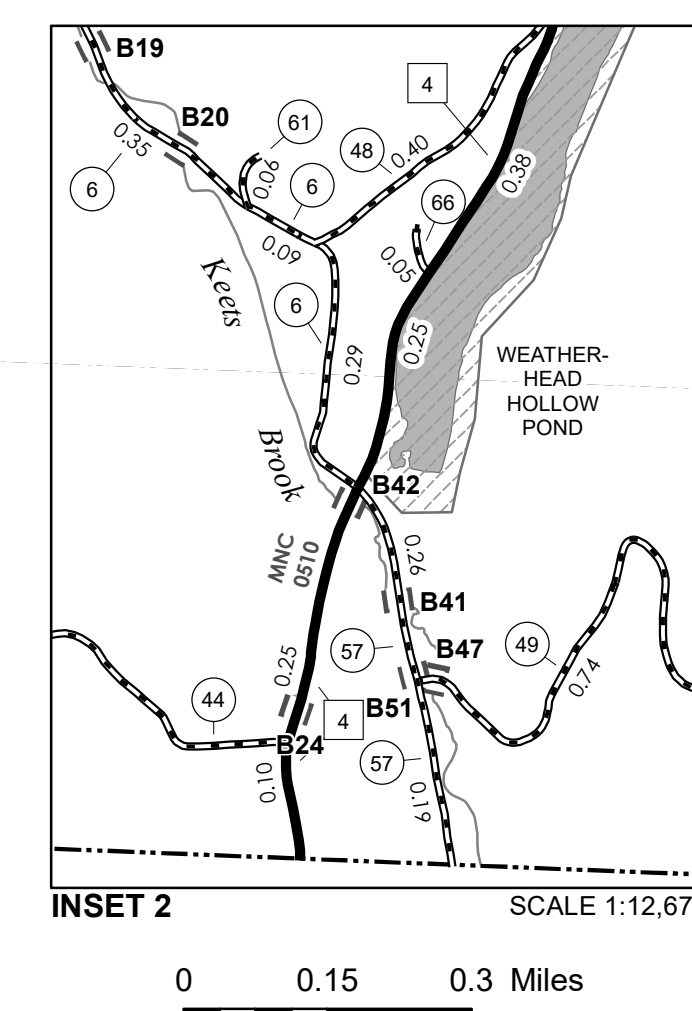 B19
4
B20
61
0.35
48
0.40
0.38
6
0.06
6
66
0.09
0.05
Keets
6
0.25
0.29
WEATHER-
HEAD
HOLLOW
POND
Brook
B42
MNC
0510
0.26
B41
57
49
B47
0.25
0.74
44
4
B51
B24
57
0.10
0.19
INSET 2
SCALE 1:12,67
0 0.15 0.3 Miles